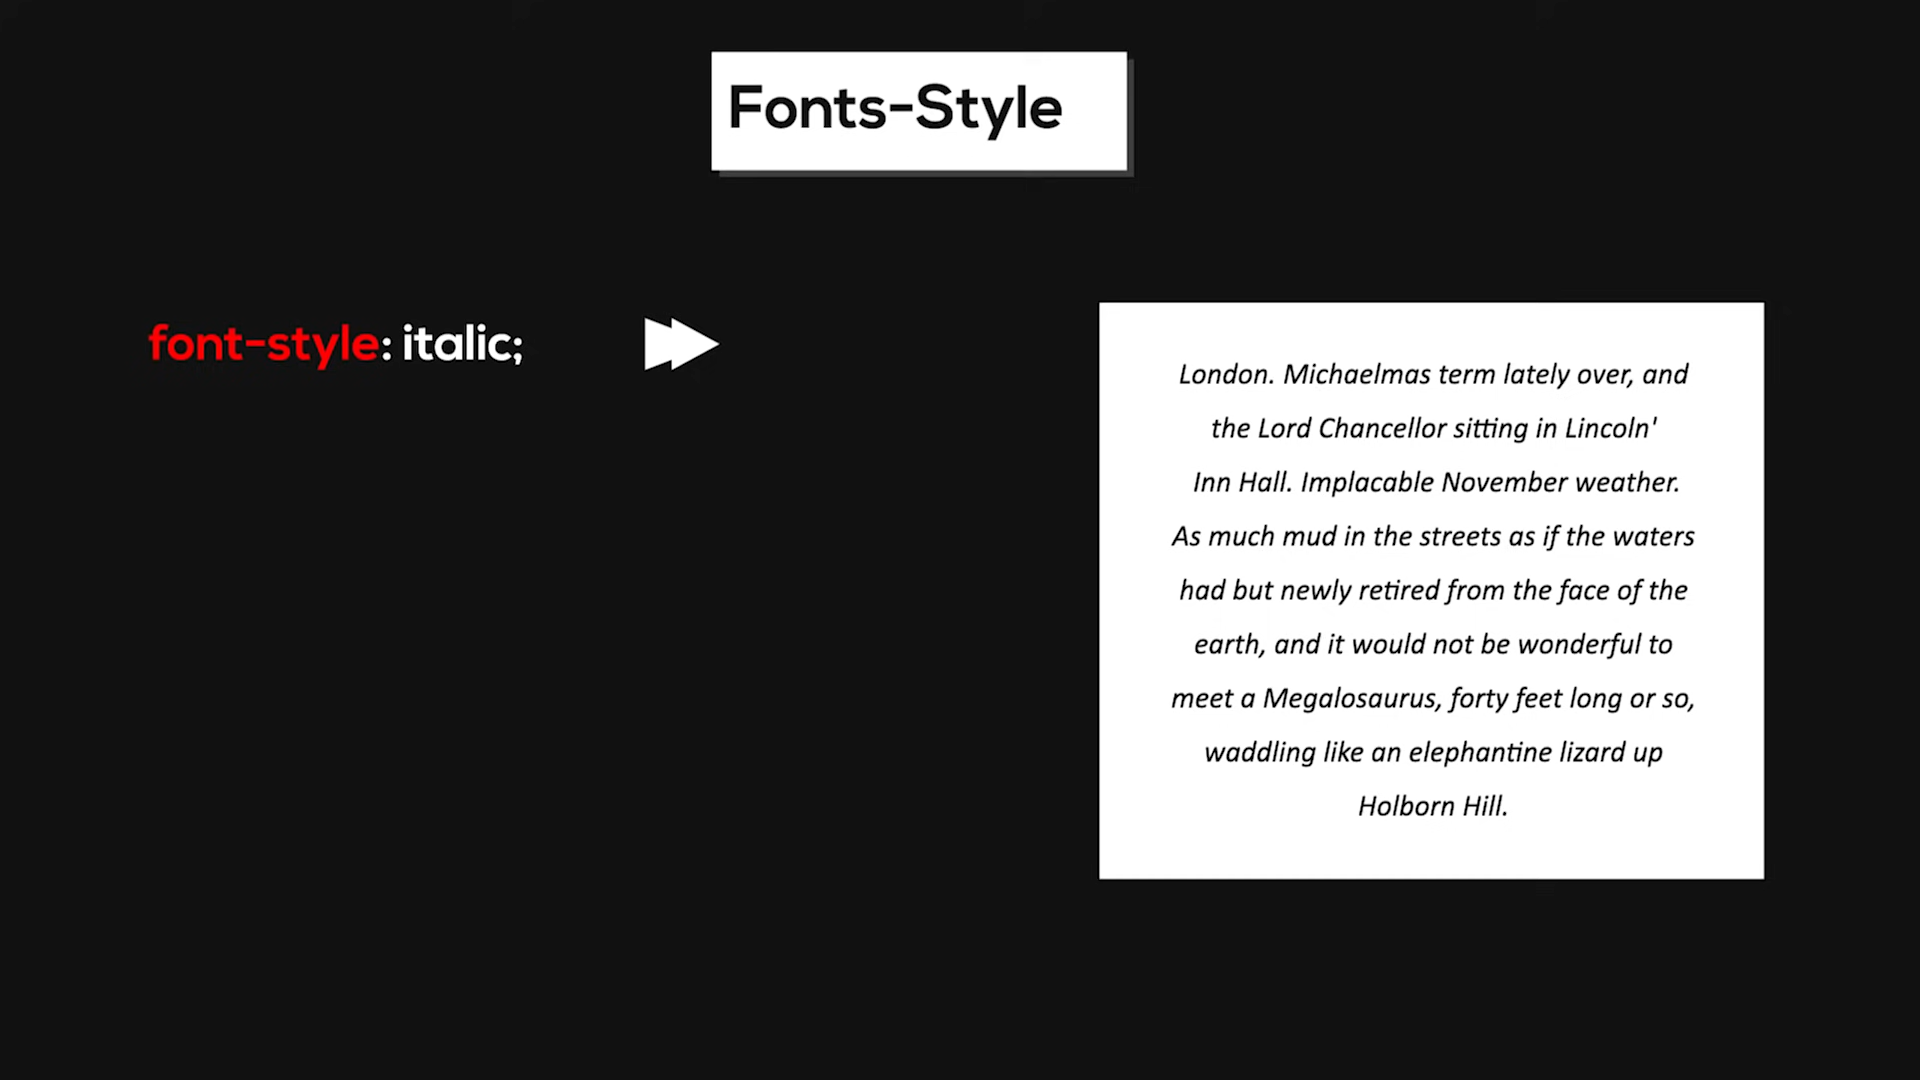 Fonts-Style
font-style: italic;
London. Michaelmas term lately over, and
the Lord Chancellor sitting in Lincoln'
Inn Hall. Implacable November weather.
As much mud in the streets as if the waters
had but newly retired from the face of the
earth, and it would not be wonderful to
meet a Megalosaurus, forty feet long or so,
waddling like an elephantine lizard up
Holborn Hill.